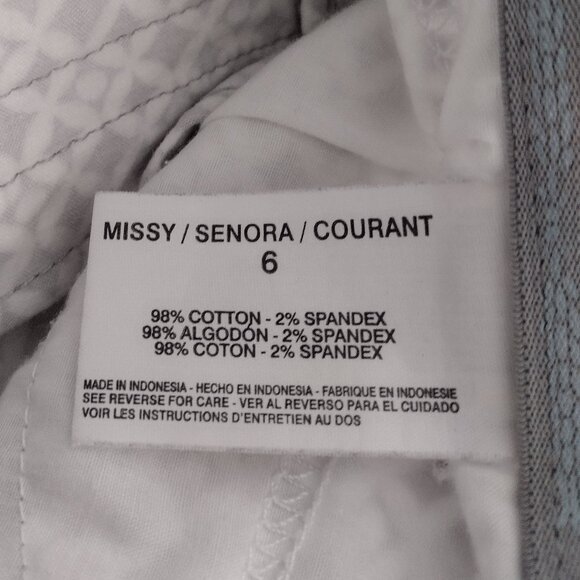 MISSY / SENORA / COURANT
6
98% COTTON - 2% SPANDEX
98% ALGODÓN - 2% SPANDEX
98% COTON - 2% SPANDEX
MADE IN INDONESIA - HECHO EN INDONESIA - FABRIQUE EN INDONESIE
SEE REVERSE FOR CARE - VER AL REVERSO PARA EL CUIDADO
VOIR LES INSTRUCTIONS D'ENTRETIEN AU DOS